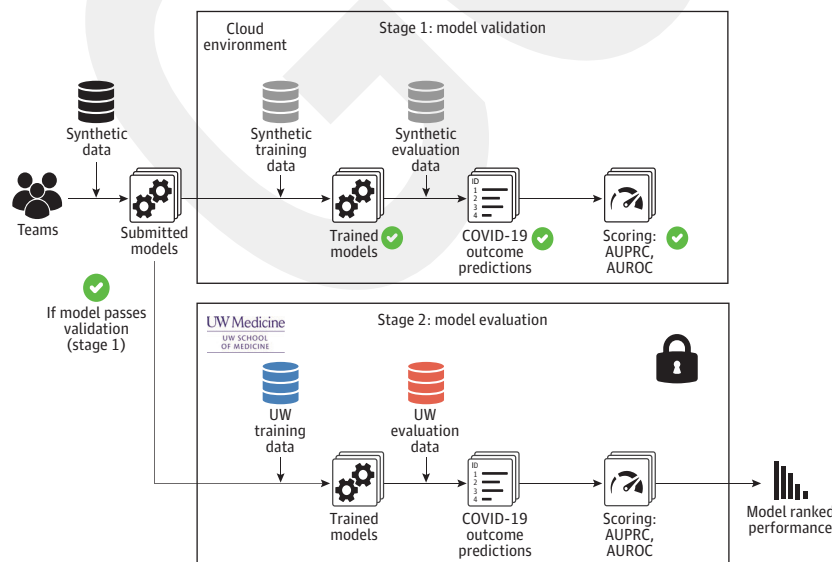 Cloud
environment
Stage 1: model validation
Synthetic
data
Synthetic
training
data
Synthetic
evaluation
data
ID
1
2
3
4
Teams
Submitted
models
Trained
models
COVID-19
outcome
predictions
Scoring:
AUPRC,
AUROC
If model passes
validation
(stage 1)
UW Medicine
UW SCHOOL
OF MEDICINE
Stage 2: model evaluation
UW
training
data
UW
evaluation
data
ID
1
2
3
4
Trained
models
COVID-19
outcome
predictions
Scoring:
AUPRC,
AUROC
Model ranked
performance